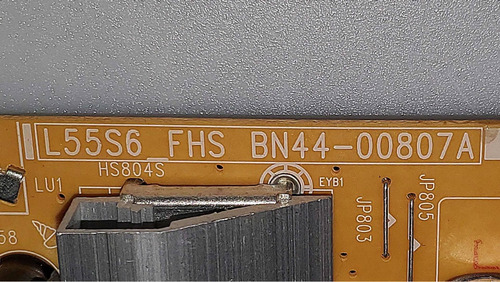 L55S6_FHS BN44-00807A
HS804S
LU1
EYB1
JP803
JP805
58